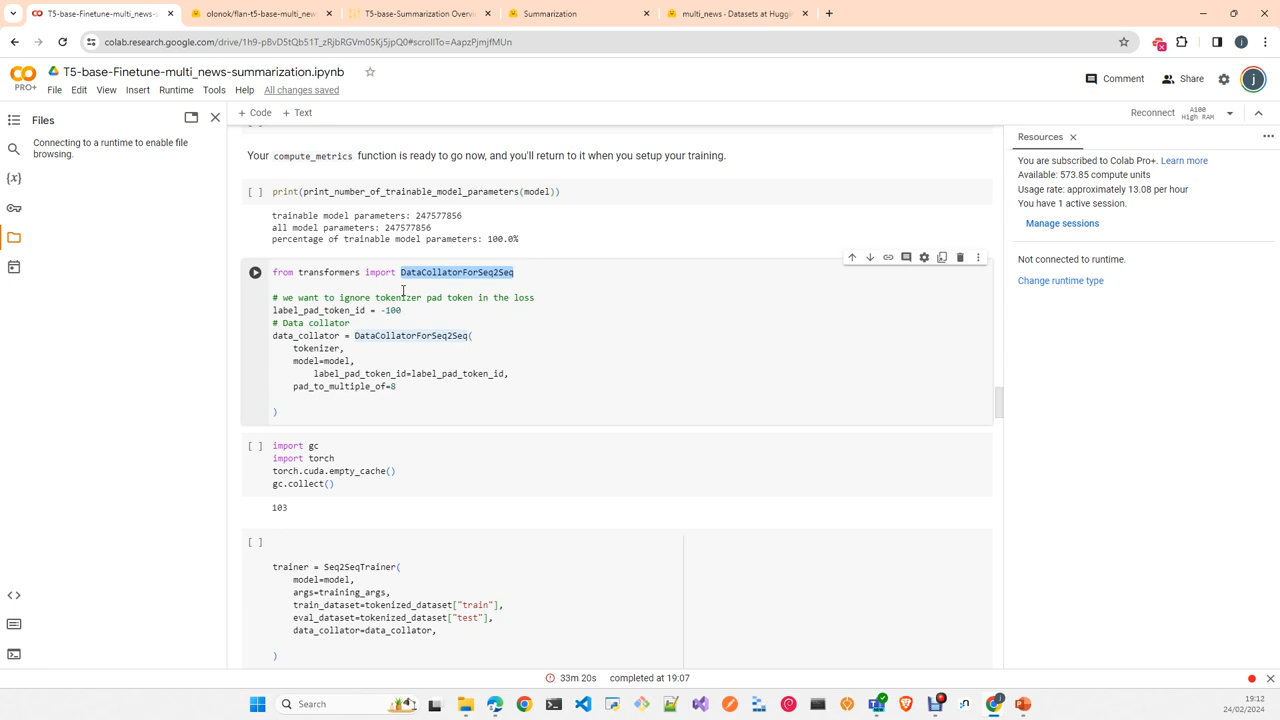 T5-base-Finetune-multi_news-s
olonok/flan-t5-base-multi_new
T5-base-Summarization Overvi
Summarization
multi_news · Datasets at Huggin
colab.research.google.com/drive/1h9-pBvD5tQb51T_zRjbRGVm05Kj5jpQ0#scrollTo=AapzPjmjfMUn
PRO+
T5-base-Finetune-multi_news-summarization.ipynb
File Edit View Insert Runtime Tools Help All changes saved
Comment
Share
j
Files
+ Code + Text
Reconnect
A100
High RAM
Connecting to a runtime to enable file
browsing.
Your compute_metrics function is ready to go now, and you'll return to it when you setup your training.
[ ] print(print_number_of_trainable_model_parameters(model))
trainable model parameters: 247577856
all model parameters: 247577856
percentage of trainable model parameters: 100.0%
from transformers import DataCollatorForSeq2Seq
# we want to ignore tokenizer pad token in the loss
label_pad_token_id = -100
# Data collator
data_collator = DataCollatorForSeq2Seq(
tokenizer,
model=model,
label_pad_token_id=label_pad_token_id,
pad_to_multiple_of=8
)
[ ] import gc
import torch
torch.cuda.empty_cache()
gc.collect()
103
[ ]
trainer = Seq2SeqTrainer(
model=model,
args=training_args,
train_dataset=tokenized_dataset["train"],
eval_dataset=tokenized_dataset["test"],
data_collator=data_collator,
)
Resources
You are subscribed to Colab Pro+. Learn more
Available: 573.85 compute units
Usage rate: approximately 13.08 per hour
You have 1 active session.
Manage sessions
Not connected to runtime.
Change runtime type
33m 20s completed at 19:07
Search
19:12
24/02/2024